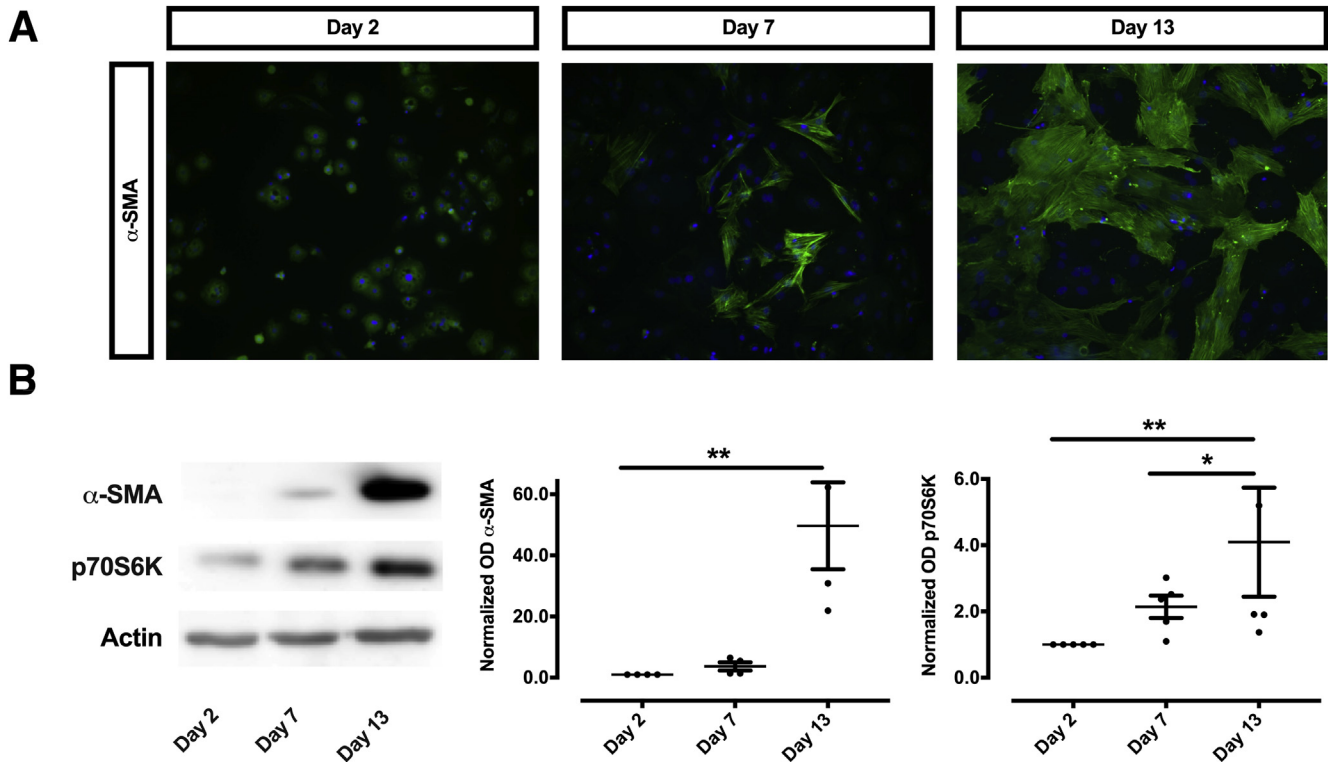 A
Day 2
Day 7
Day 13
α-SMA
B
α-SMA
p70S6K
Actin
Day 2
Day 7
Day 13
Normalized OD α-SMA
**
60.0
40.0
20.0
0.0
Day 2
Day 7
Day 13
Normalized OD p70S6K
**
*
6.0
4.0
2.0
0.0
Day 2
Day 7
Day 13